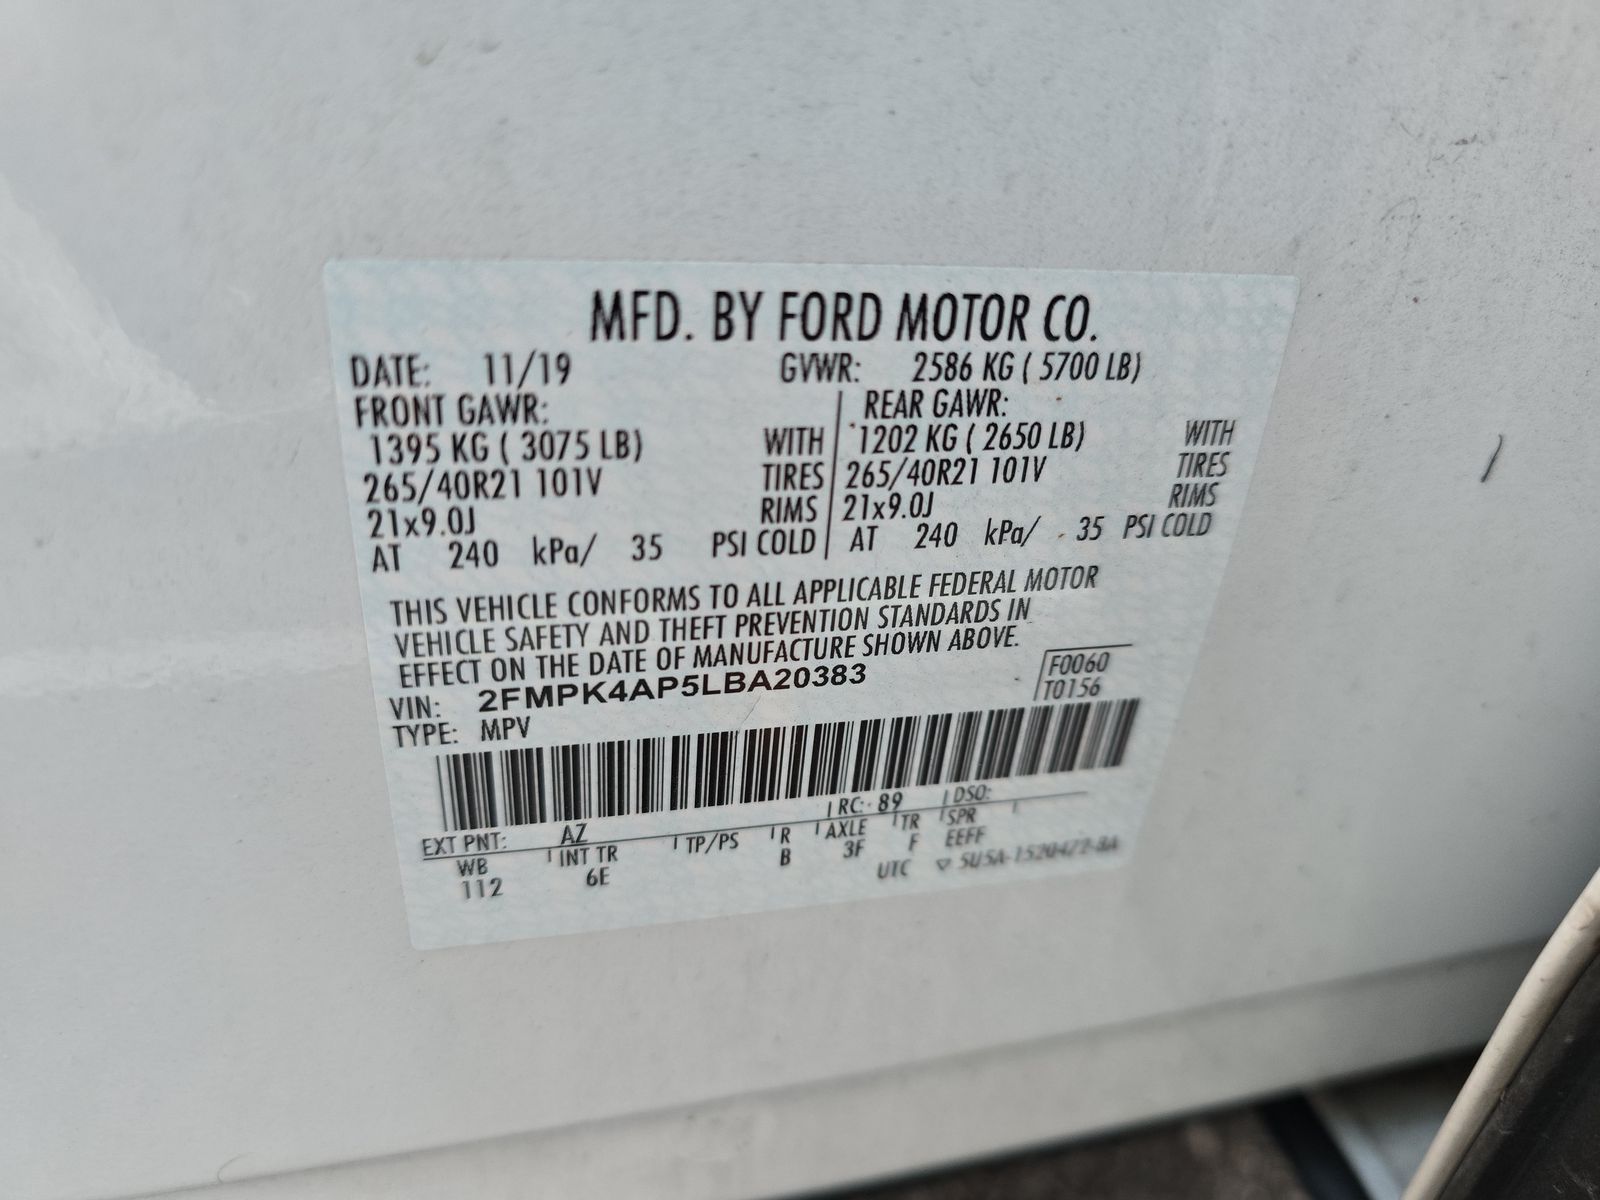 MFD. BY FORD MOTOR CO.
DATE: 11/19 GVWR: 2586 KG ( 5700 LB)
FRONT GAWR: REAR GAWR:
1395 KG ( 3075 LB) WITH 1202 KG ( 2650 LB) WITH
265/40R21 101V TIRES 265/40R21 101V TIRES
21x9.0J RIMS 21x9.0J RIMS
AT 240 kPa/ 35 PSI COLD AT 240 kPa/ 35 PSI COLD
THIS VEHICLE CONFORMS TO ALL APPLICABLE FEDERAL MOTOR
VEHICLE SAFETY AND THEFT PREVENTION STANDARDS IN
EFFECT ON THE DATE OF MANUFACTURE SHOWN ABOVE.
VIN: 2FMPK4AP5LBA20383 F0060
TYPE: MPV T0156
EXT PNT: AZ RC: 89 DSO:
WB INT TR TP/PS R AXLE TR SPR
112 6E B 3F F EEFF
UTC